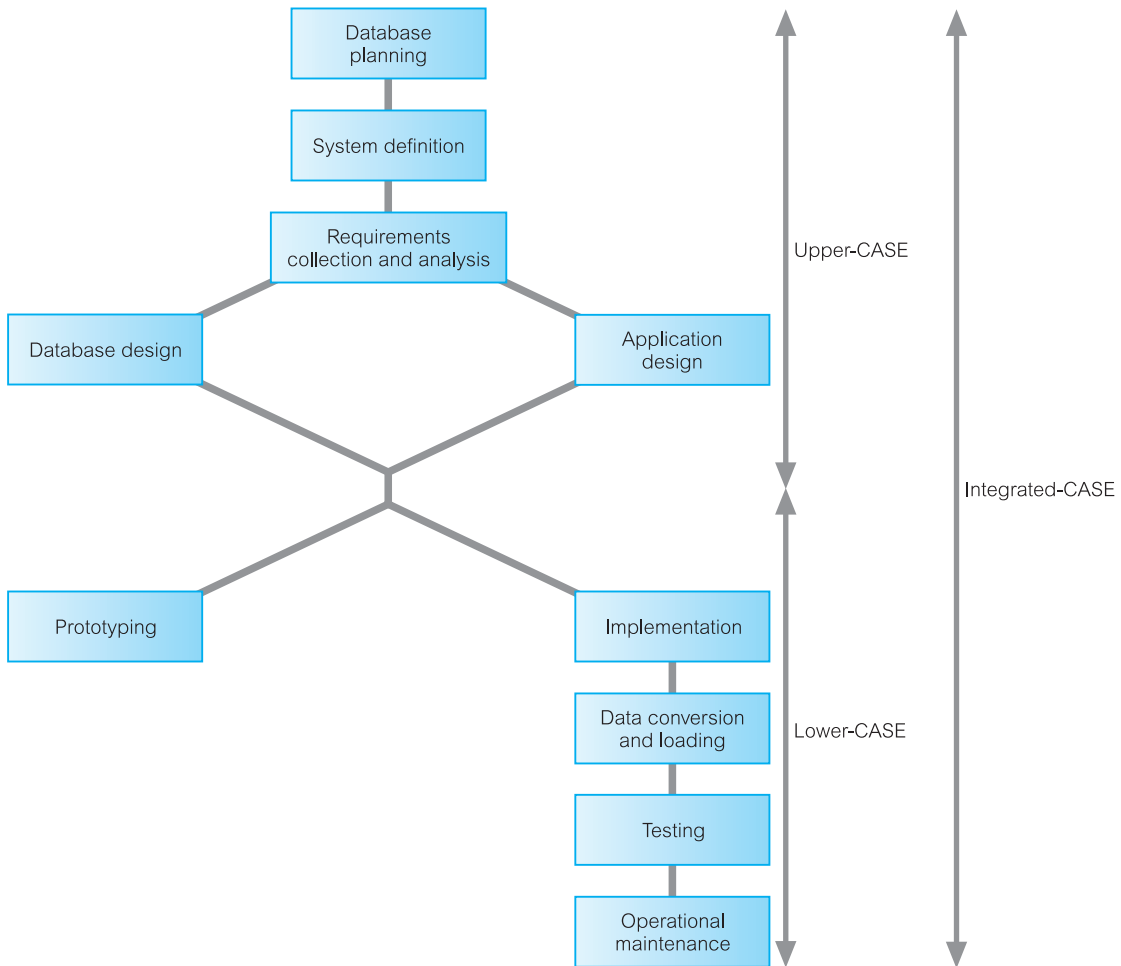 Database
planning
System definition
Requirements
collection and analysis
Upper-CASE
Database design
Application
design
Integrated-CASE
Prototyping
Implementation
Data conversion
and loading
Lower-CASE
Testing
Operational
maintenance